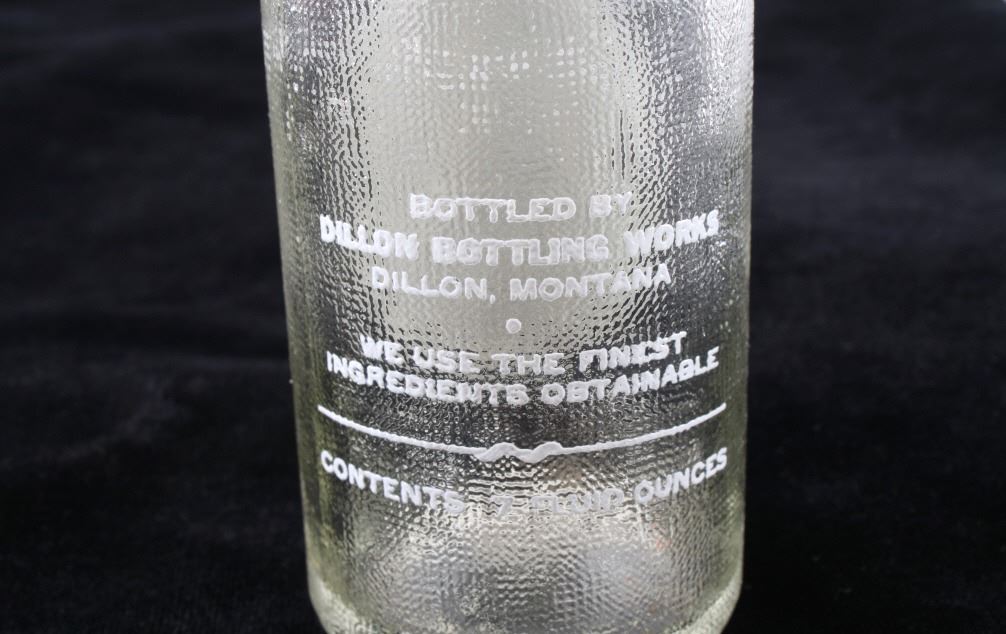 BOTTLED BY
DILLON BOTTLING WORKS
DILLON, MONTANA
WE USE THE FINEST
INGREDIENTS OBTAINABLE
CONTENTS 7 FLUID OUNCES